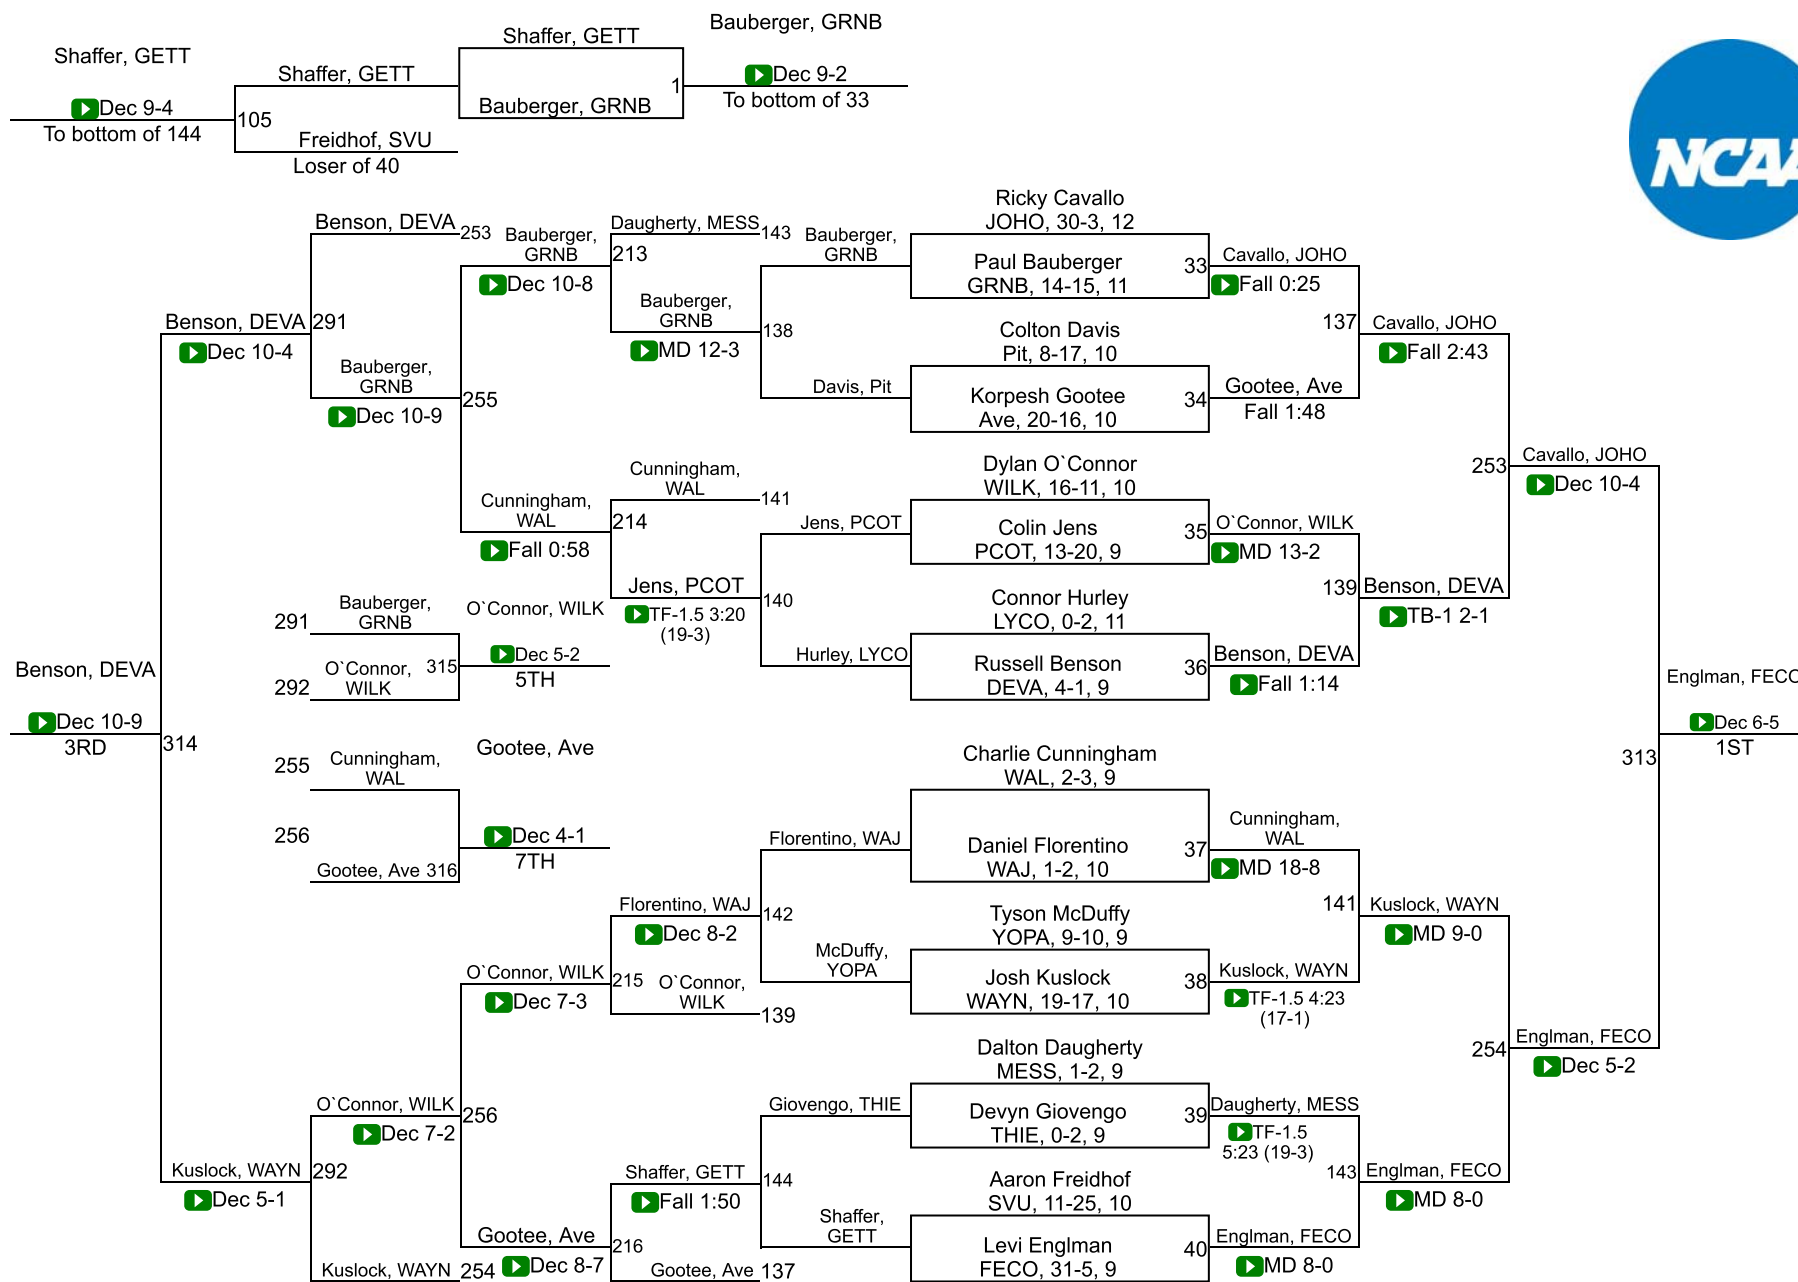 Bauberger, GRNB
Shaffer, GETT
Shaffer, GETT
Shaffer, GETT
Dec 9-2
1
Bauberger, GRNB
To bottom of 33
Dec 9-4
105
To bottom of 144
Freidhof, SVU
Loser of 40
NCAA
Ricky Cavallo
JOHO, 30-3, 12
Paul Bauberger
GRNB, 14-15, 11
33
Cavallo, JOHO
Fall 0:25
Colton Davis
Pit, 8-17, 10
Korpesh Gootee
Ave, 20-16, 10
34
Gootee, Ave
Fall 1:48
137
Cavallo, JOHO
Fall 2:43
Dylan O`Connor
WILK, 16-11, 10
Colin Jens
PCOT, 13-20, 9
35
O`Connor, WILK
MD 13-2
Connor Hurley
LYCO, 0-2, 11
Russell Benson
DEVA, 4-1, 9
36
Benson, DEVA
Fall 1:14
139
Benson, DEVA
TB-1 2-1
253
Cavallo, JOHO
Dec 10-4
Charlie Cunningham
WAL, 2-3, 9
Daniel Florentino
WAJ, 1-2, 10
37
Cunningham,
WAL
MD 18-8
Tyson McDuffy
YOPA, 9-10, 9
Josh Kuslock
WAYN, 19-17, 10
38
Kuslock, WAYN
TF-1.5 4:23
(17-1)
141
Kuslock, WAYN
MD 9-0
Dalton Daugherty
MESS, 1-2, 9
Devyn Giovengo
THIE, 0-2, 9
39
Daugherty, MESS
TF-1.5
5:23 (19-3)
Aaron Freidhof
SVU, 11-25, 10
Levi Englman
FECO, 31-5, 9
40
Englman, FECO
MD 8-0
143
Englman, FECO
MD 8-0
254
Englman, FECO
Dec 5-2
313
Englman, FECO
Dec 6-5
1ST
Bauberger,
GRNB
Davis, Pit
138
Bauberger,
GRNB
MD 12-3
Daugherty, MESS
143
213
Bauberger,
GRNB
Dec 10-8
Jens, PCOT
Hurley, LYCO
140
Jens, PCOT
TF-1.5 3:20
(19-3)
Cunningham,
WAL
141
214
Cunningham,
WAL
Fall 0:58
255
Bauberger,
GRNB
Dec 10-9
Benson, DEVA
253
291
Benson, DEVA
Dec 10-4
291
Bauberger,
GRNB
292
O`Connor,
WILK
315
O`Connor, WILK
Dec 5-2
5TH
Benson, DEVA
Dec 10-9
3RD
314
255
Cunningham,
WAL
256
Gootee, Ave
316
Gootee, Ave
Dec 4-1
7TH
Florentino, WAJ
McDuffy,
YOPA
142
Florentino, WAJ
Dec 8-2
O`Connor,
WILK
139
215
O`Connor, WILK
Dec 7-3
Giovengo, THIE
Shaffer,
GETT
144
Shaffer, GETT
Fall 1:50
Gootee, Ave
137
216
Gootee, Ave
Dec 8-7
256
O`Connor, WILK
Dec 7-2
Kuslock, WAYN
254
292
Kuslock, WAYN
Dec 5-1